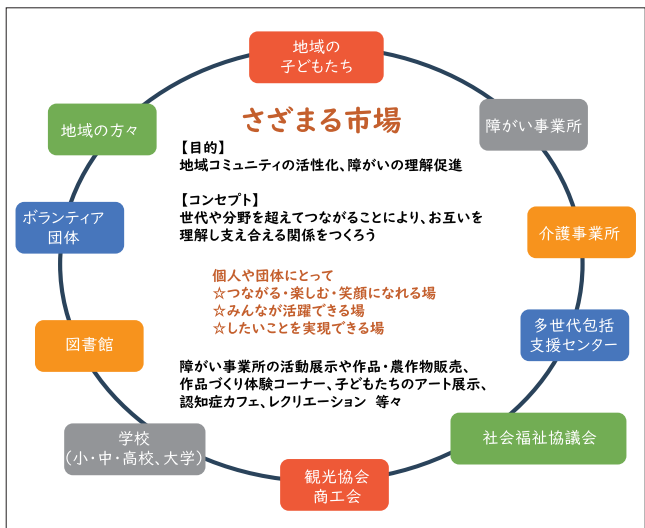 地域の
子どもたち
さざまる市場
地域の方々
障がい事業所
【目的】
地域コミュニティの活性化、障がいの理解促進
【コンセプト】
世代や分野を超えてつながることにより、お互いを
理解し支え合える関係をつくろう
ボランティア
団体
介護事業所
個人や団体にとって
☆つながる・楽しむ・笑顔になれる場
☆みんなが活躍できる場
☆したいことを実現できる場
図書館
多世代包括
支援センター
障がい事業所の活動展示や作品・農作物販売、
作品づくり体験コーナー、子どもたちのアート展示、
認知症カフェ、レクリエーション 等々
学校
(小・中・高校、大学)
社会福祉協議会
観光協会
商工会